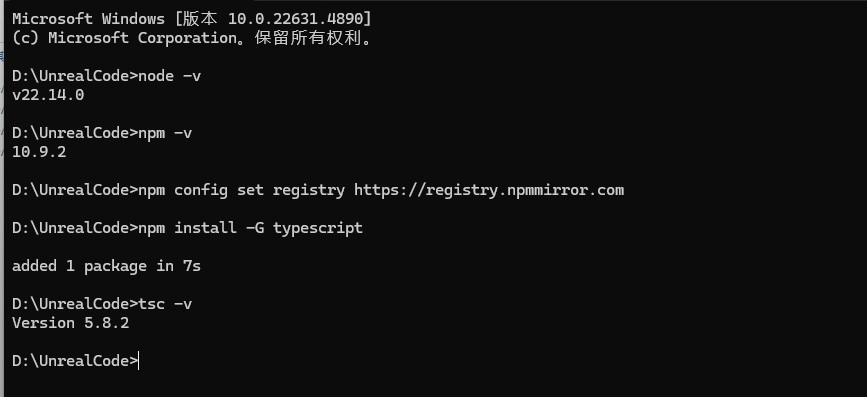 Microsoft Windows [版本 10.0.22631.4890]
(c) Microsoft Corporation。保留所有权利。
D:\UnrealCode>node -v
v22.14.0
D:\UnrealCode>npm -v
10.9.2
D:\UnrealCode>npm config set registry https://registry.npmmirror.com
D:\UnrealCode>npm install -G typescript
added 1 package in 7s
D:\UnrealCode>tsc -v
Version 5.8.2
D:\UnrealCode>